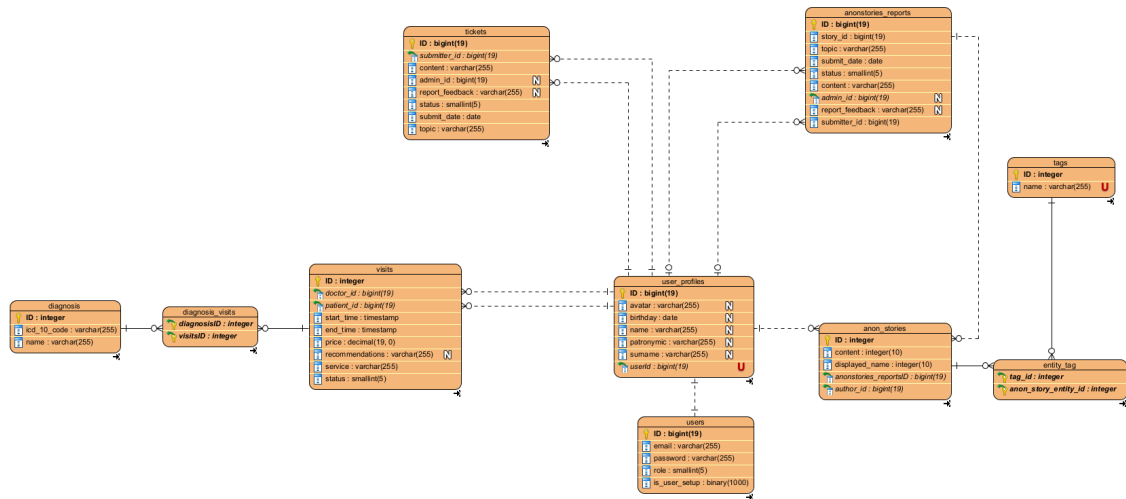 tickets
ID : bigint(19)
submitter_id : bigint(19)
content : varchar(255)
admin_id : bigint(19) N
report_feedback : varchar(255) N
status : smallint(5)
submit_date : date
topic : varchar(255)
anonstories_reports
ID : bigint(19)
story_id : bigint(19)
topic : varchar(255)
submit_date : date
status : smallint(5)
content : varchar(255)
admin_id : bigint(19) N
report_feedback : varchar(255) N
submitter_id : bigint(19)
tags
ID : integer
name : varchar(255) U
diagnosis
ID : integer
icd_10_code : varchar(255)
name : varchar(255)
diagnosis_visits
diagnosisID : integer
visitsID : integer
visits
ID : integer
doctor_id : bigint(19)
patient_id : bigint(19)
start_time : timestamp
end_time : timestamp
price : decimal(19, 0)
recommendations : varchar(255) N
service : varchar(255)
status : smallint(5)
user_profiles
ID : bigint(19)
avatar : varchar(255) N
birthday : date N
name : varchar(255) N
patronymic : varchar(255) N
surname : varchar(255) N
userId : bigint(19) U
anon_stories
ID : integer
content : integer(10)
displayed_name : integer(10)
anonstories_reportsID : bigint(19)
author_id : bigint(19)
entity_tag
tag_id : integer
anon_story_entity_id : integer
users
ID : bigint(19)
email : varchar(255)
password : varchar(255)
role : smallint(5)
is_user_setup : binary(1000)